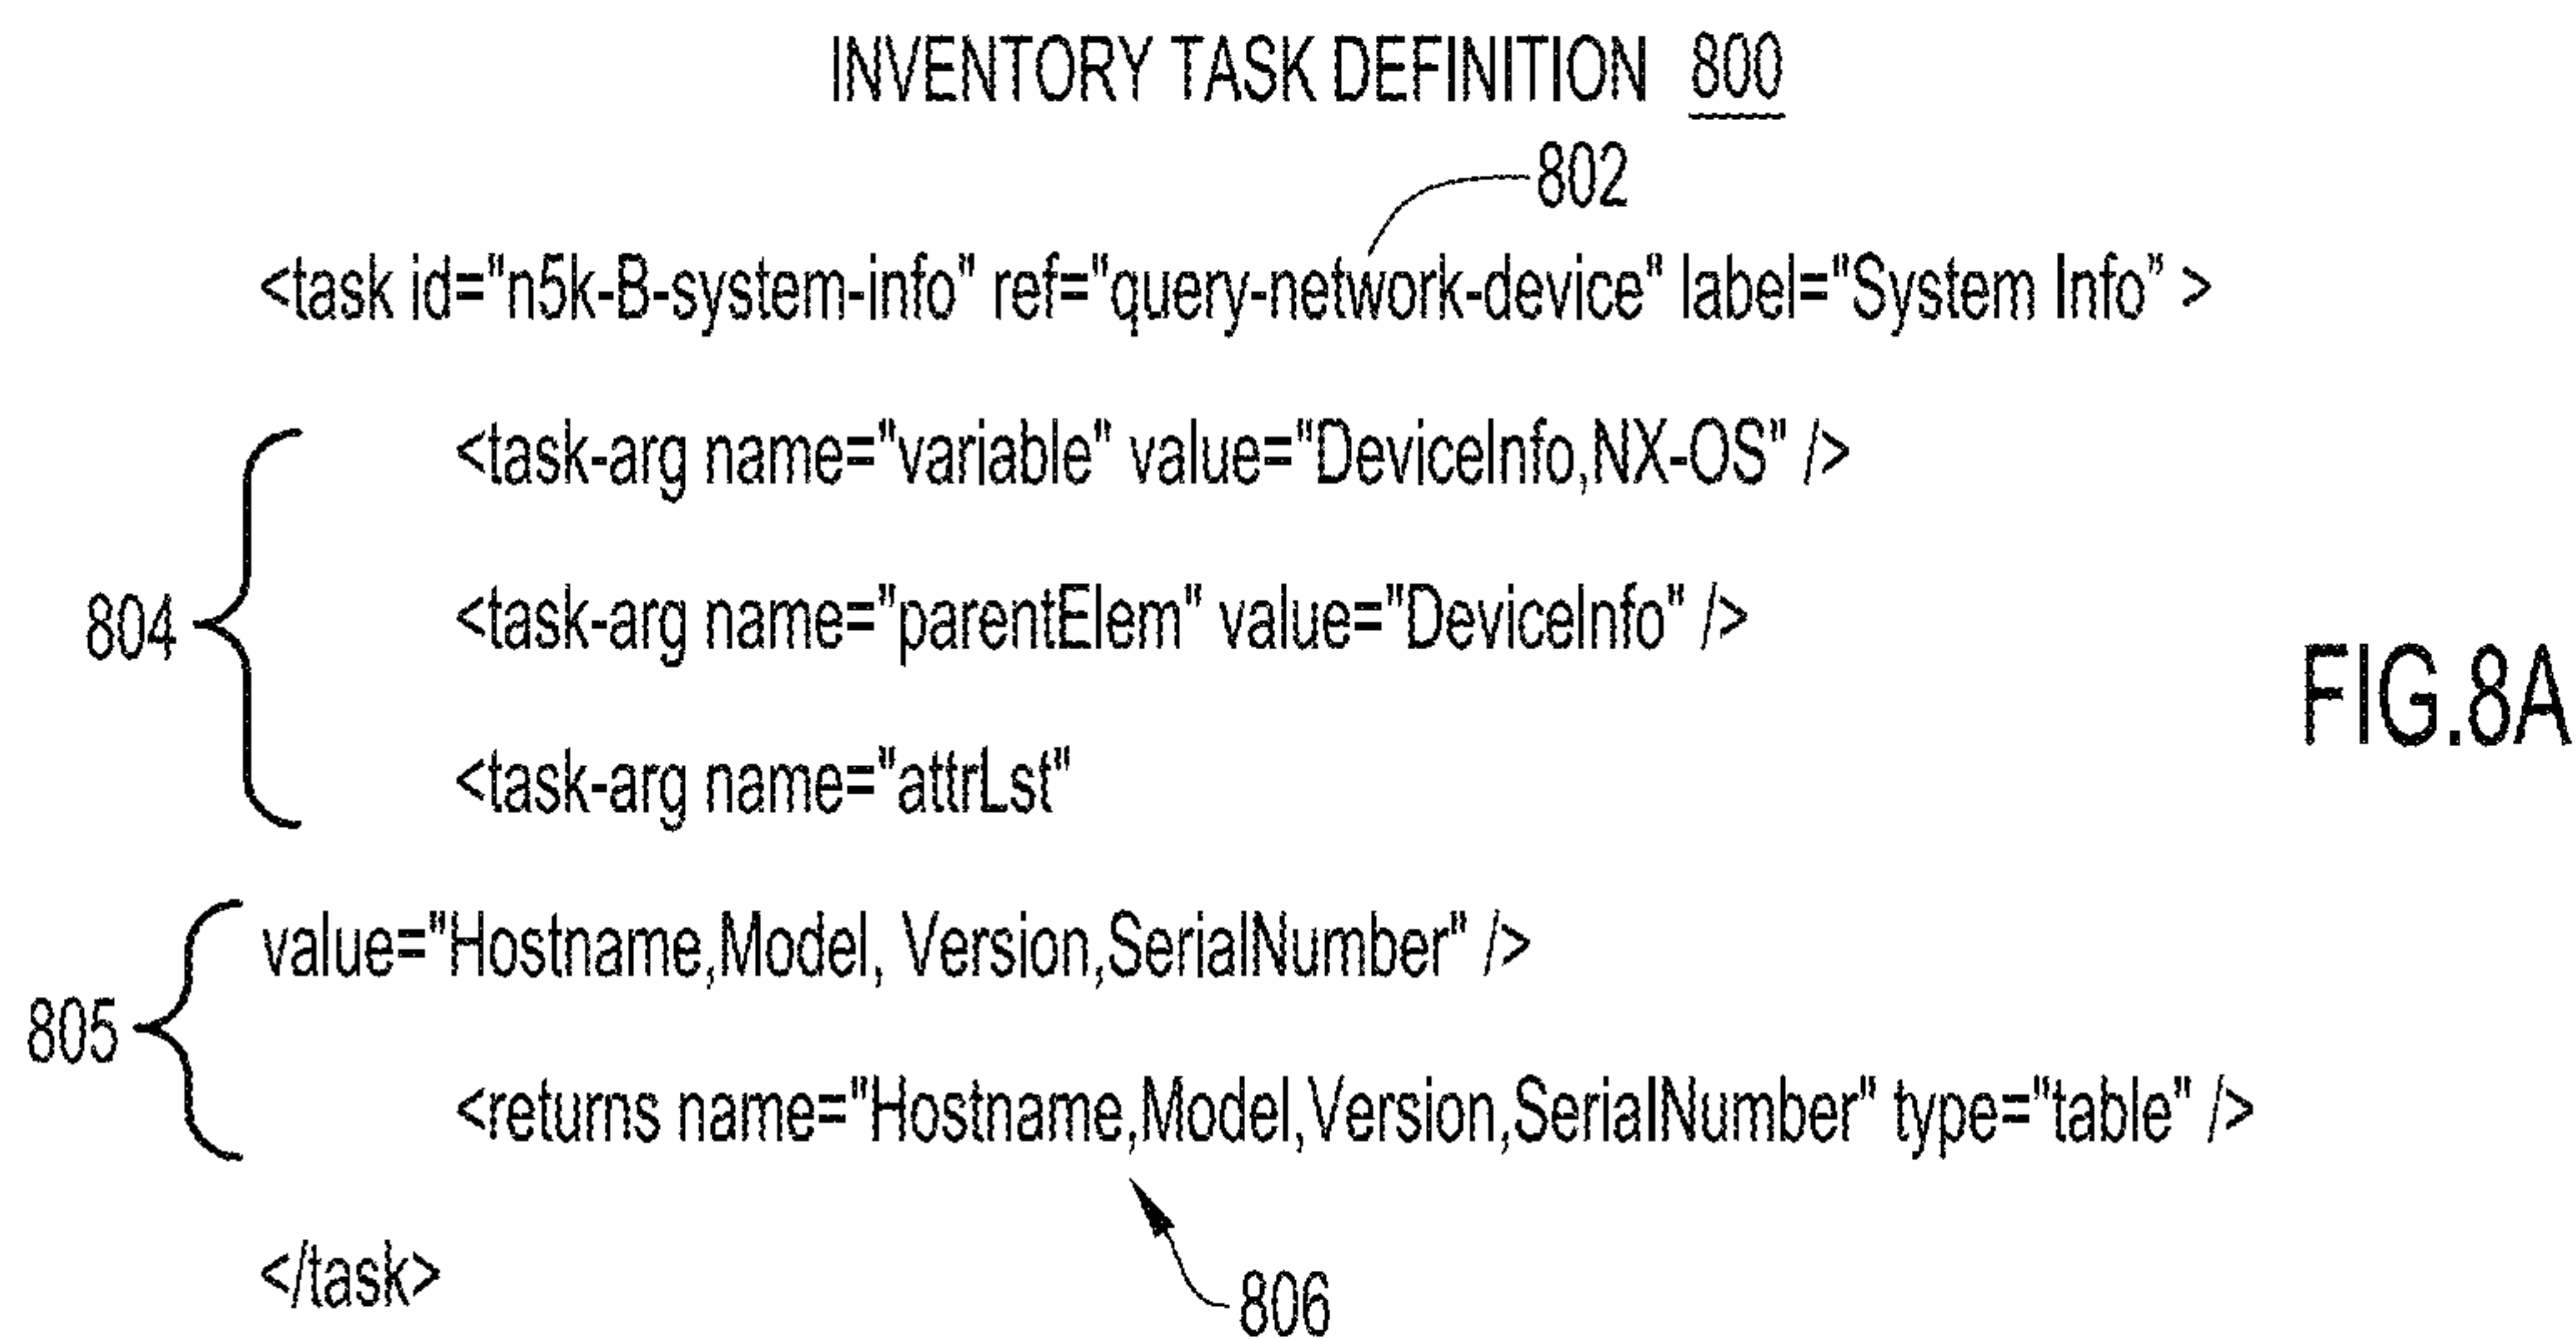 INVENTORY TASK DEFINITION 800
802
<task id="n5k-B-system-info" ref="query-network-device" label="System Info” >
<task-arg name="variable" value="DeviceInfo,NX-OS" />
804
<task-arg name="parentElem" value="DeviceInfo" />
<task-arg name="attrLst"
FIG.8A
805
value="Hostname,Model, Version,SerialNumber" />
<returns name="Hostname,Model,Version,SerialNumber" type="table" />
</task>
806